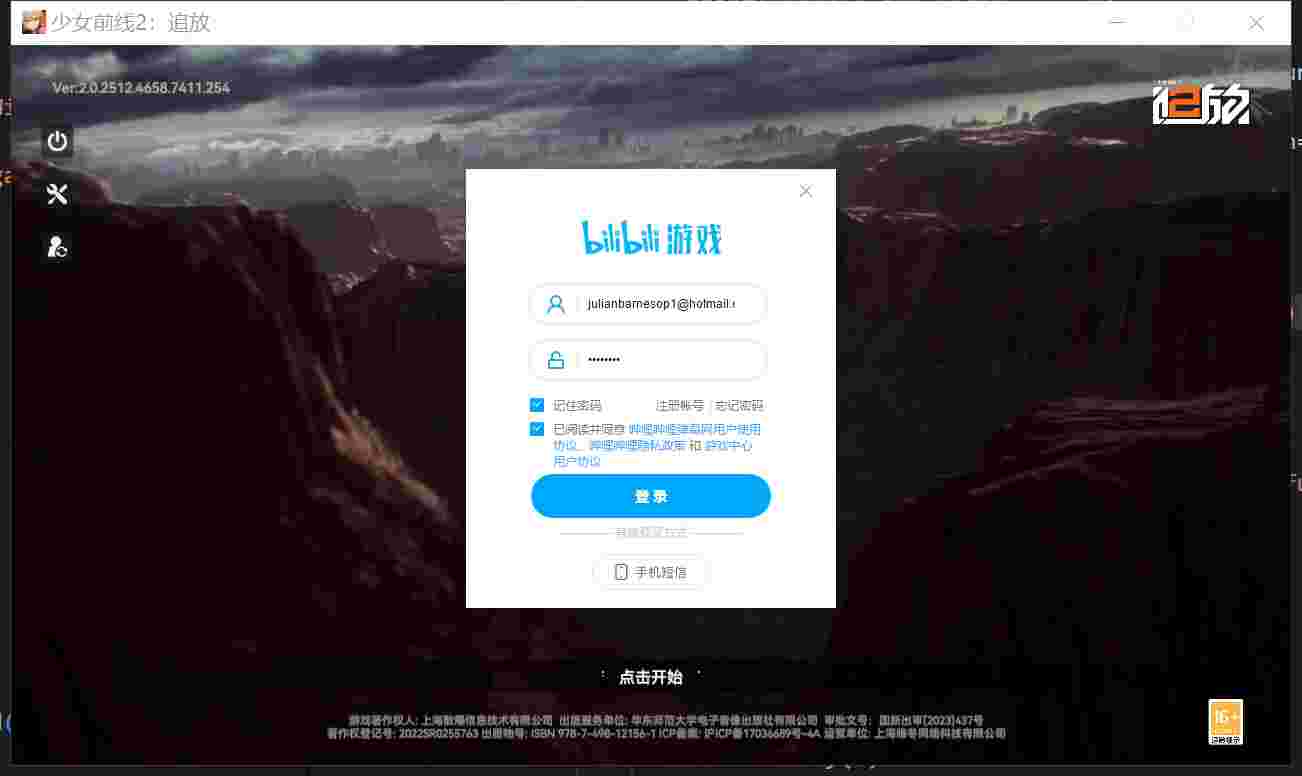 少女前线2：追放
Ver:2.0.2512.4658.7411.254
追放
bilibili 游戏
julianbarnesop1@hotmail.c
••••••••
记住密码 注册账号 | 忘记密码
已阅读并同意 哔哩哔哩弹幕网用户使用
协议、哔哩哔哩隐私政策 和 游戏中心
用户协议
登录
其他登录方式
手机短信
点击开始
游戏著作权人: 上海散爆信息技术有限公司 出版服务单位: 华东师范大学电子音像出版社有限公司 审批文号: 国新出审[2023]437号
著作权登记号: 2022SR0255763 出版物号: ISBN 978-7-498-12156-1 ICP备案: 沪ICP备17036689号-4A 运营单位: 上海暗冬网络科技有限公司
16+
适龄提示